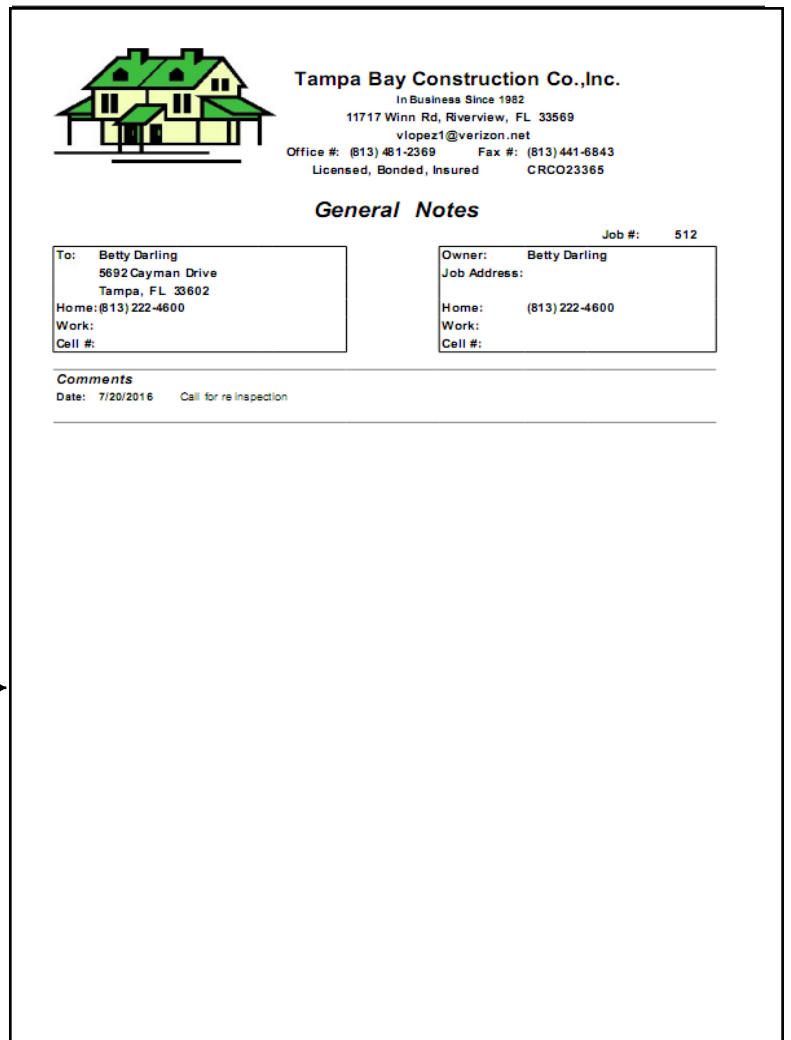 Tampa Bay Construction Co.,Inc.
In Business Since 1982
11717 Winn Rd, Riverview, FL 33569
vlopez1@verizon.net
Office #: (813) 481-2369 Fax #: (813) 441-6843
Licensed, Bonded, Insured CRCO23365
General Notes
Job #: 512
To: Betty Darling
5692 Cayman Drive
Tampa, FL 33602
Home: (813) 222-4600
Work:
Cell #:
Owner: Betty Darling
Job Address:
Home: (813) 222-4600
Work:
Cell #:
Comments
Date: 7/20/2016 Call for re inspection